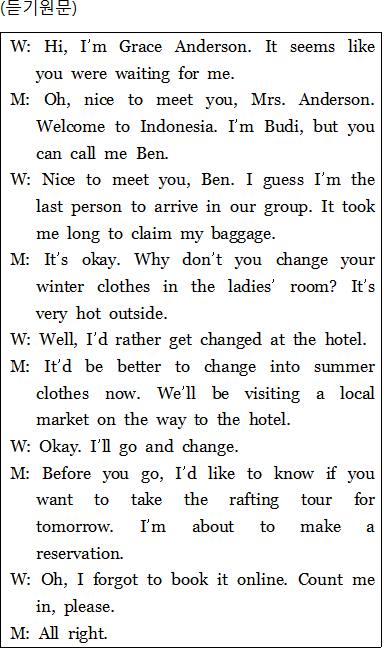 (듣기원문)
W: Hi, I'm Grace Anderson. It seems like
you were waiting for me.
M: Oh, nice to meet you, Mrs. Anderson.
Welcome to Indonesia. I'm Budi, but you
can call me Ben.
W: Nice to meet you, Ben. I guess I'm the
last person to arrive in our group. It took
me long to claim my baggage.
M: It's okay. Why don't you change your
winter clothes in the ladies' room? It's
very hot outside.
W: Well, I'd rather get changed at the hotel.
M: It'd be better to change into summer
clothes now. We'll be visiting a local
market on the way to the hotel.
W: Okay. I'll go and change.
M: Before you go, I'd like to know if you
want to take the rafting tour for
tomorrow. I'm about to make a
reservation.
W: Oh, I forgot to book it online. Count me
in, please.
M: All right.